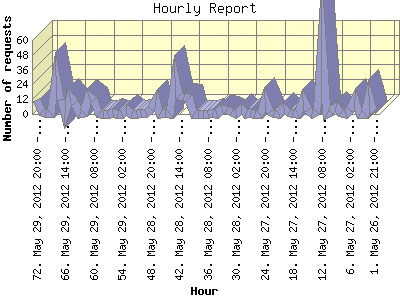 Hourly Report
Number of requests
60
48
36
24
12
0
72. May 29, 2012 20:00 -...
66. May 29, 2012 14:00 -...
60. May 29, 2012 08:00 -...
54. May 29, 2012 02:00 -...
48. May 28, 2012 20:00 -...
42. May 28, 2012 14:00 -...
36. May 28, 2012 08:00 -...
30. May 28, 2012 02:00 -...
24. May 27, 2012 20:00 -...
18. May 27, 2012 14:00 -...
12. May 27, 2012 08:00 -...
6. May 27, 2012 02:00 -...
1. May 26, 2012 21:00 -...
Hour